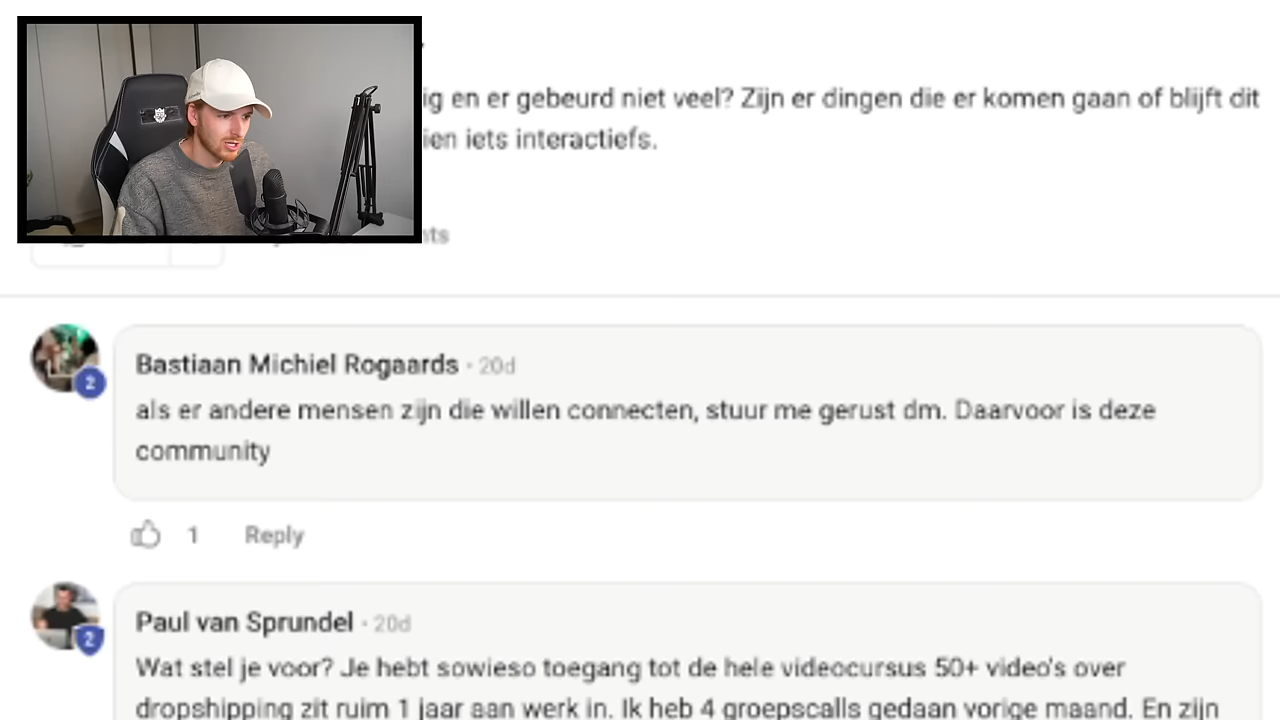 ig en er gebeurd niet veel? Zijn er dingen die er komen gaan of blijft dit
ien iets interactiefs.
nts
Bastiaan Michiel Rogaards · 20d
2
als er andere mensen zijn die willen connecten, stuur me gerust dm. Daarvoor is deze
community
1 Reply
Paul van Sprundel · 20d
2
Wat stel je voor? Je hebt sowieso toegang tot de hele videocursus 50+ video's over
dropshipping zit ruim 1 jaar aan werk in. Ik heb 4 groepscalls gedaan vorige maand. En zijn